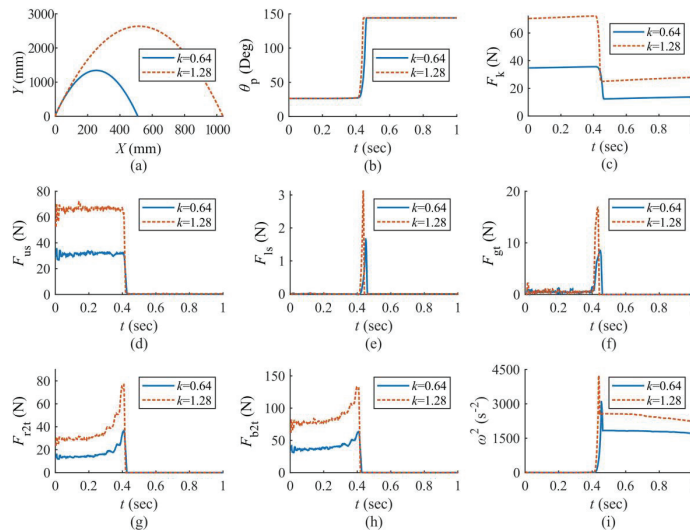 3000
2000
1000
0
Y (mm)
k=0.64
k=1.28
0 200 400 600 800 1000
X (mm)
(a)
150
100
50
0
θp (Deg)
k=0.64
k=1.28
0 0.2 0.4 0.6 0.8 1
t (sec)
(b)
75
50
25
0
Fk (N)
k=0.64
k=1.28
0 0.2 0.4 0.6 0.8
t (sec)
(c)
80
60
40
20
0
Fus (N)
k=0.64
k=1.28
0 0.2 0.4 0.6 0.8 1
t (sec)
(d)
3
2
1
0
Fls (N)
k=0.64
k=1.28
0 0.2 0.4 0.6 0.8 1
t (sec)
(e)
20
10
0
Fgt (N)
k=0.64
k=1.28
0 0.2 0.4 0.6 0.8
t (sec)
(f)
80
60
40
20
0
Fr2t (N)
k=0.64
k=1.28
0 0.2 0.4 0.6 0.8 1
t (sec)
(g)
150
100
50
0
Fb2t (N)
k=0.64
k=1.28
0 0.2 0.4 0.6 0.8 1
t (sec)
(h)
4500
3000
1500
0
ω² (s⁻²)
k=0.64
k=1.28
0 0.2 0.4 0.6 0.8
t (sec)
(i)